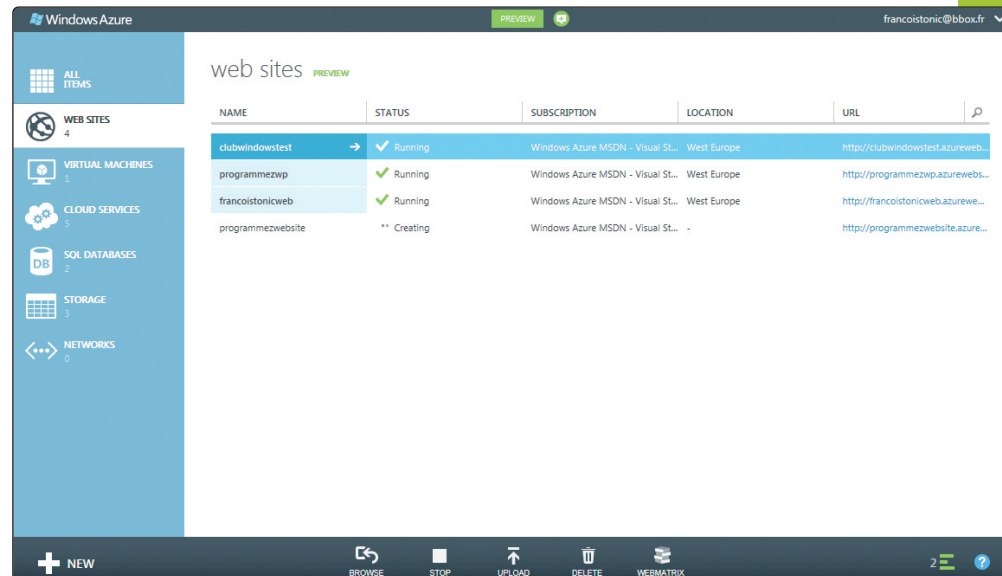 Windows Azure
PREVIEW
francoistonic@bbox.fr
ALL
ITEMS
WEB SITES
4
VIRTUAL MACHINES
1
CLOUD SERVICES
5
SQL DATABASES
2
DB
STORAGE
3
NETWORKS
0
web sites PREVIEW
NAME STATUS SUBSCRIPTION LOCATION URL
clubwindowstest Running Windows Azure MSDN - Visual St... West Europe http://clubwindowstest.azureweb...
programmezwp Running Windows Azure MSDN - Visual St... West Europe http://programmezwp.azurewebs...
francoistonicweb Running Windows Azure MSDN - Visual St... West Europe http://francoistonicweb.azurewe...
programmezwebsite Creating Windows Azure MSDN - Visual St... - http://programmezwebsite.azure...
NEW
BROWSE STOP UPLOAD DELETE WEBMATRIX
2 ?